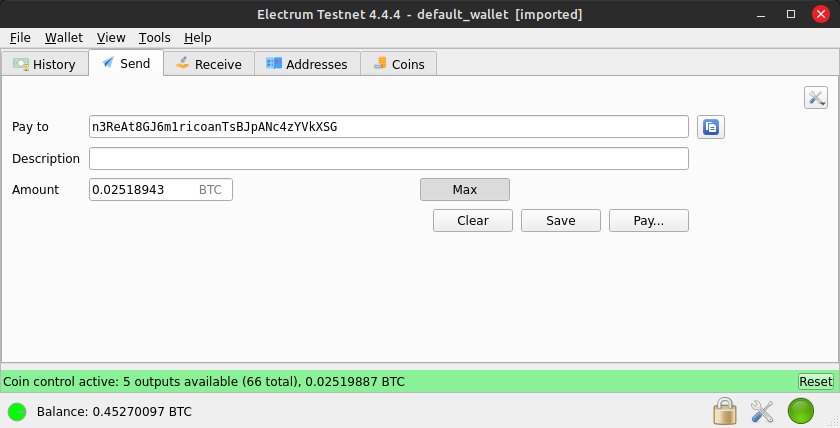 Electrum Testnet 4.4.4 - default_wallet [imported]
File Wallet View Tools Help
History Send Receive Addresses Coins
Pay to n3ReAt8GJ6m1ricoanTsBJpANc4zYVkXSG
Description
Amount 0.02518943 BTC Max
Clear Save Pay...
Coin control active: 5 outputs available (66 total), 0.02519887 BTC Reset
Balance: 0.45270097 BTC